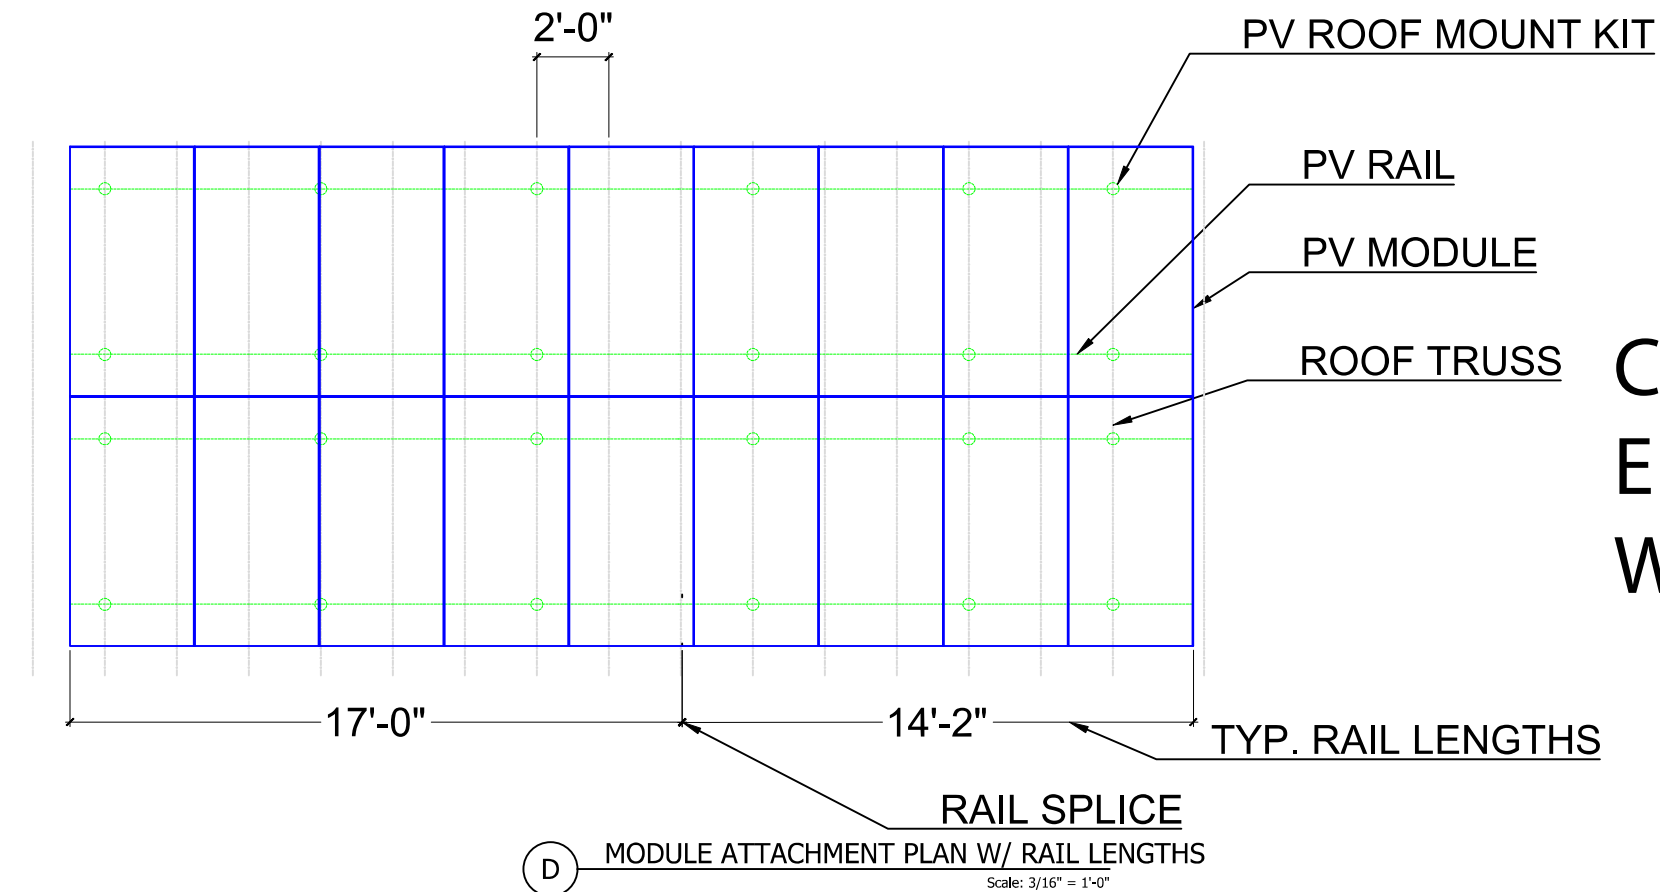 2'-0"
PV ROOF MOUNT KIT
PV RAIL
PV MODULE
ROOF TRUSS
C
E
W
17'-0"
14'-2"
TYP. RAIL LENGTHS
RAIL SPLICE
D
MODULE ATTACHMENT PLAN W/ RAIL LENGTHS
Scale: 3/16" = 1'-0"